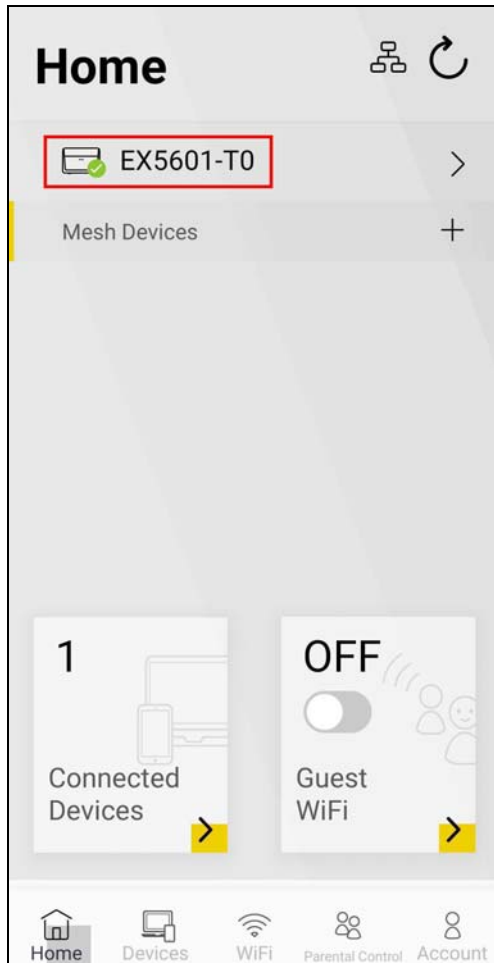 Home
EX5601-T0
Mesh Devices
1
Connected
Devices
OFF
Guest
WiFi
Home
Devices
WiFi
Parental Control
Account